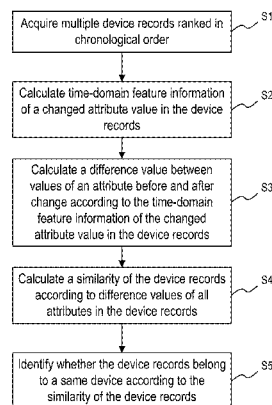 Acquire multiple device records ranked in
chronological order
S1
Calculate time-domain feature information
of a changed attribute value in the device
records
S2
Calculate a difference value between
values of an attribute before and after
change according to the time-domain
feature information of the changed
attribute value in the device records
S3
Calculate a similarity of the device records
according to difference values of all
attributes in the device records
S4
Identify whether the device records belong
to a same device according to the
similarity of the device records
S5